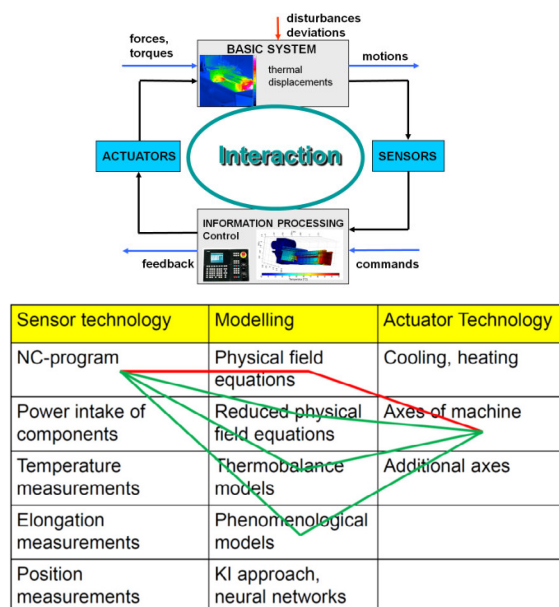 disturbances
deviations
forces,
torques
BASIC SYSTEM
motions
thermal
displacements
ACTUATORS
Interaction
SENSORS
INFORMATION PROCESSING
Control
feedback
commands
Sensor technology Modelling Actuator Technology
NC-program Physical field Cooling, heating
equations
Power intake of Reduced physical Axes of machine
components field equations
Temperature Thermobalance Additional axes
measurements models
Elongation Phenomenological
measurements models
Position KI approach,
measurements neural networks